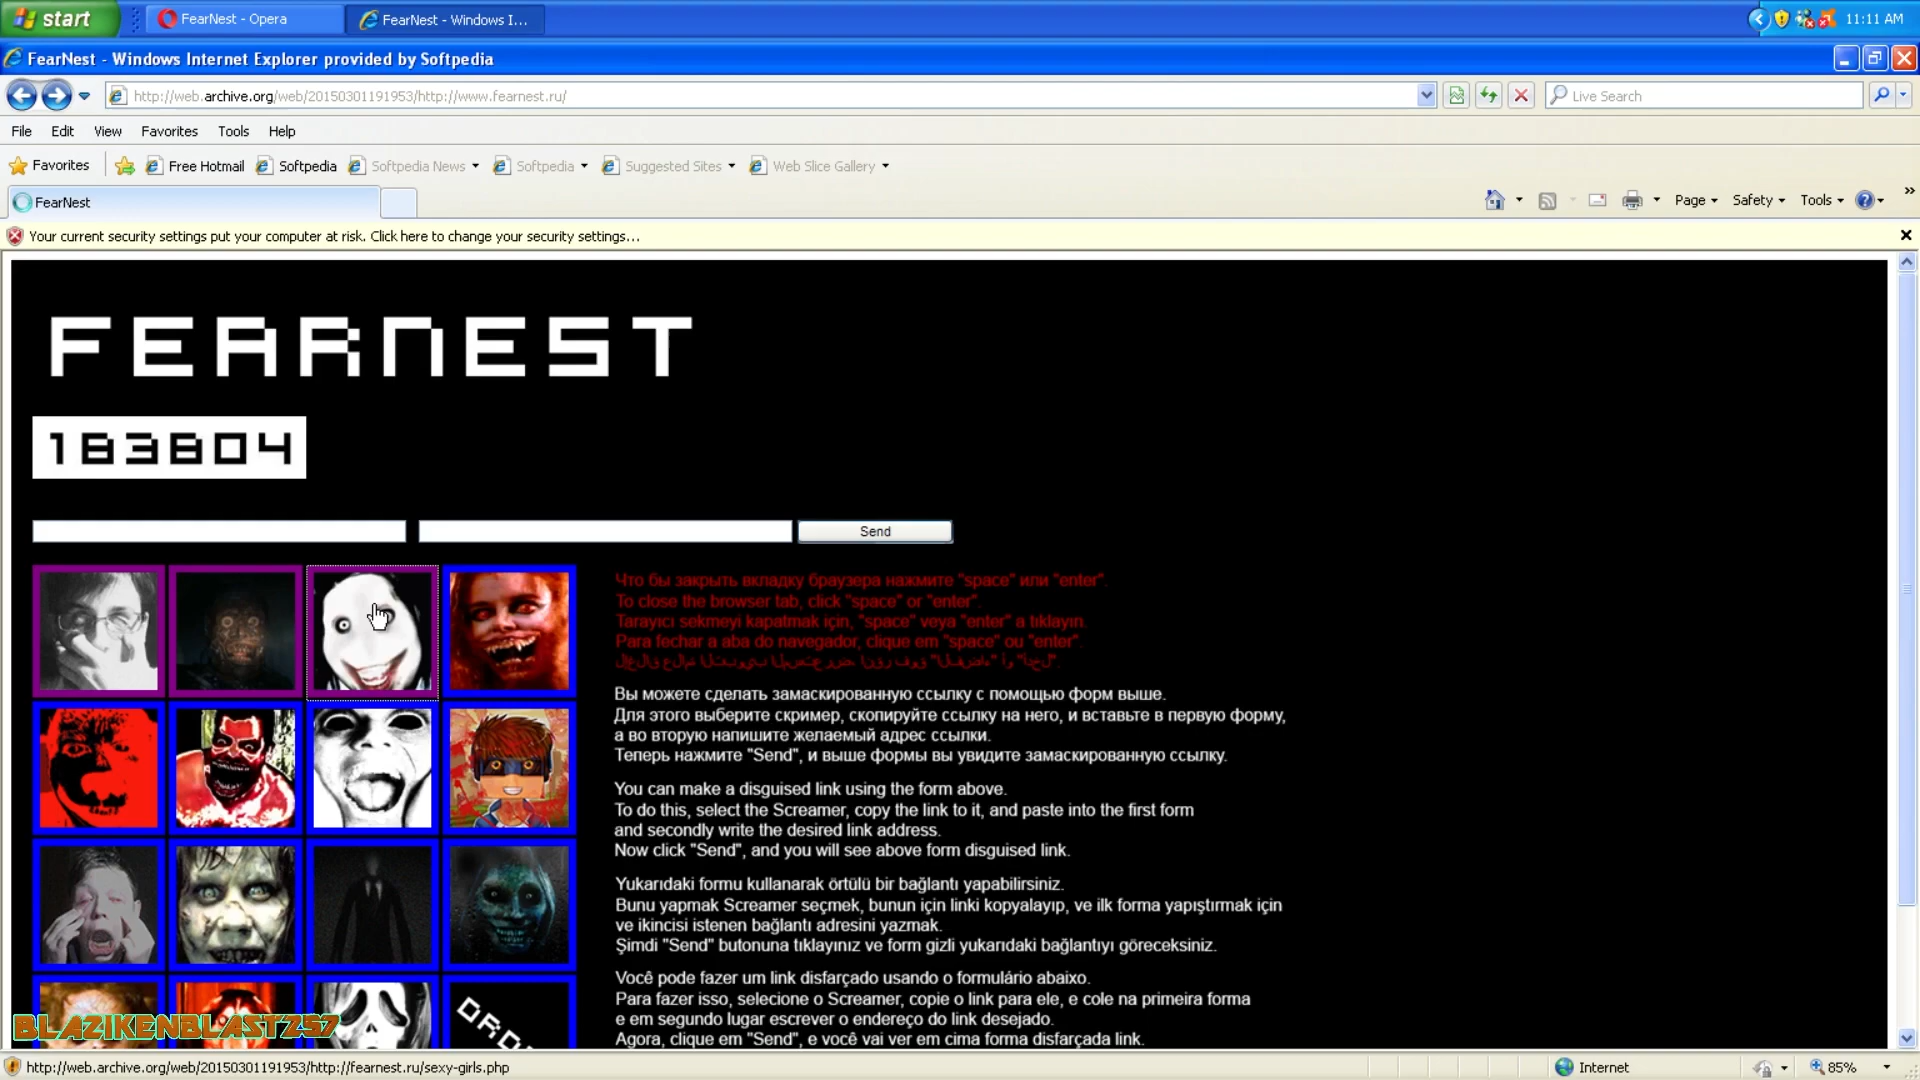 start
FearNest - Opera
FearNest - Windows I...
11:11 AM
FearNest - Windows Internet Explorer provided by Softpedia
http://web.archive.org/web/20150301191953/http://www.fearnest.ru/
Live Search
File Edit View Favorites Tools Help
Favorites
Free Hotmail
Softpedia
Softpedia News
Softpedia
Suggested Sites
Web Slice Gallery
FearNest
Page
Safety
Tools
Your current security settings put your computer at risk. Click here to change your security settings...
FEARNEST
183804
Send
Что бы закрыть вкладку браузера нажмите "space" или "enter".
To close the browser tab, click "space" or "enter".
Tarayıcı sekmeyi kapatmak için, "space" veya "enter" a tıklayın.
Para fechar a aba do navegador, clique em "space" ou "enter".
Вы можете сделать замаскированную ссылку с помощью форм выше.
Для этого выберите скример, скопируйте ссылку на него, и вставьте в первую форму,
а во вторую напишите желаемый адрес ссылки.
Теперь нажмите "Send", и выше формы вы увидите замаскированную ссылку.
You can make a disguised link using the form above.
To do this, select the Screamer, copy the link to it, and paste into the first form
and secondly write the desired link address.
Now click "Send", and you will see above form disguised link.
Yukarıdaki formu kullanarak örtülü bir bağlantı yapabilirsiniz.
Bunu yapmak Screamer seçmek, bunun için linki kopyalayıp, ve ilk forma yapıştırmak için
ve ikincisi istenen bağlantı adresini yazmak.
Şimdi "Send" butonuna tıklayınız ve form gizli yukarıdaki bağlantıyı göreceksiniz.
Você pode fazer um link disfarçado usando o formulário abaixo.
Para fazer isso, selecione o Screamer, copie o link para ele, e cole na primeira forma
e em segundo lugar escrever o endereço do link desejado.
Agora, clique em "Send", e você vai ver em cima forma disfarçada link.
BLAZIKENBLAST257
http://web.archive.org/web/20150301191953/http://fearnest.ru/sexy-girls.php
Internet
85%